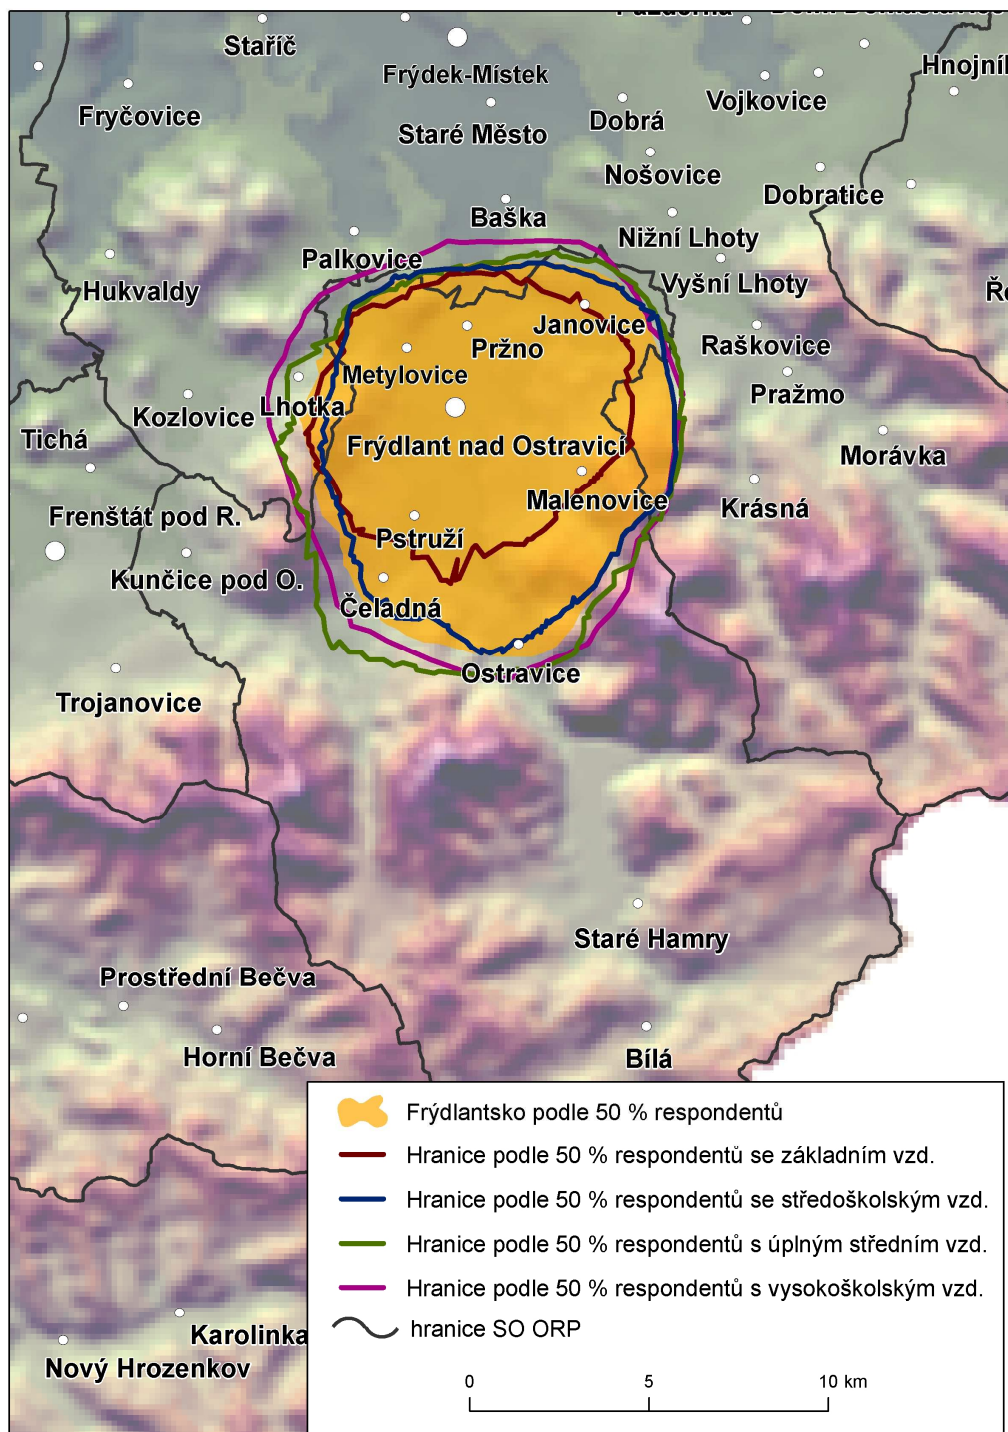 Staříč
Frýdek-Místek
Hnojník
Vojkovice
Fryčovice
Dobrá
Staré Město
Nošovice
Dobratice
Baška
Nižní Lhoty
Palkovice
Vyšní Lhoty
Hukvaldy
Janovice
Pržno
Raškovice
Metylovice
Pražmo
Lhotka
Kozlovice
Tichá
Frýdlant nad Ostravicí
Morávka
Malenovice
Krásná
Frenštát pod R.
Pstruží
Kunčice pod O.
Čeladná
Ostravice
Trojanovice
Staré Hamry
Prostřední Bečva
Horní Bečva
Bílá
Karolinka
Nový Hrozenkov
Frýdlantsko podle 50 % respondentů
Hranice podle 50 % respondentů se základním vzd.
Hranice podle 50 % respondentů se středoškolským vzd.
Hranice podle 50 % respondentů s úplným středním vzd.
Hranice podle 50 % respondentů s vysokoškolským vzd.
hranice SO ORP
0 5 10 km